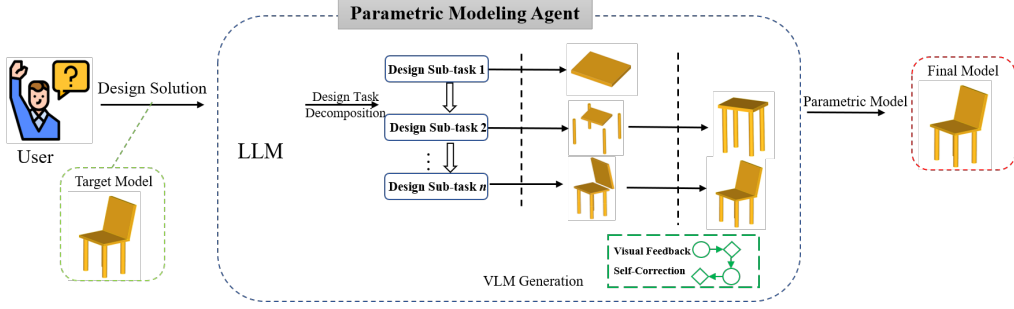 Parametric Modeling Agent
Design Solution
User
Target Model
LLM
Design Task
Decomposition
Design Sub-task 1
Design Sub-task 2
⋮
Design Sub-task n
Visual Feedback
Self-Correction
VLM Generation
Parametric Model
Final Model